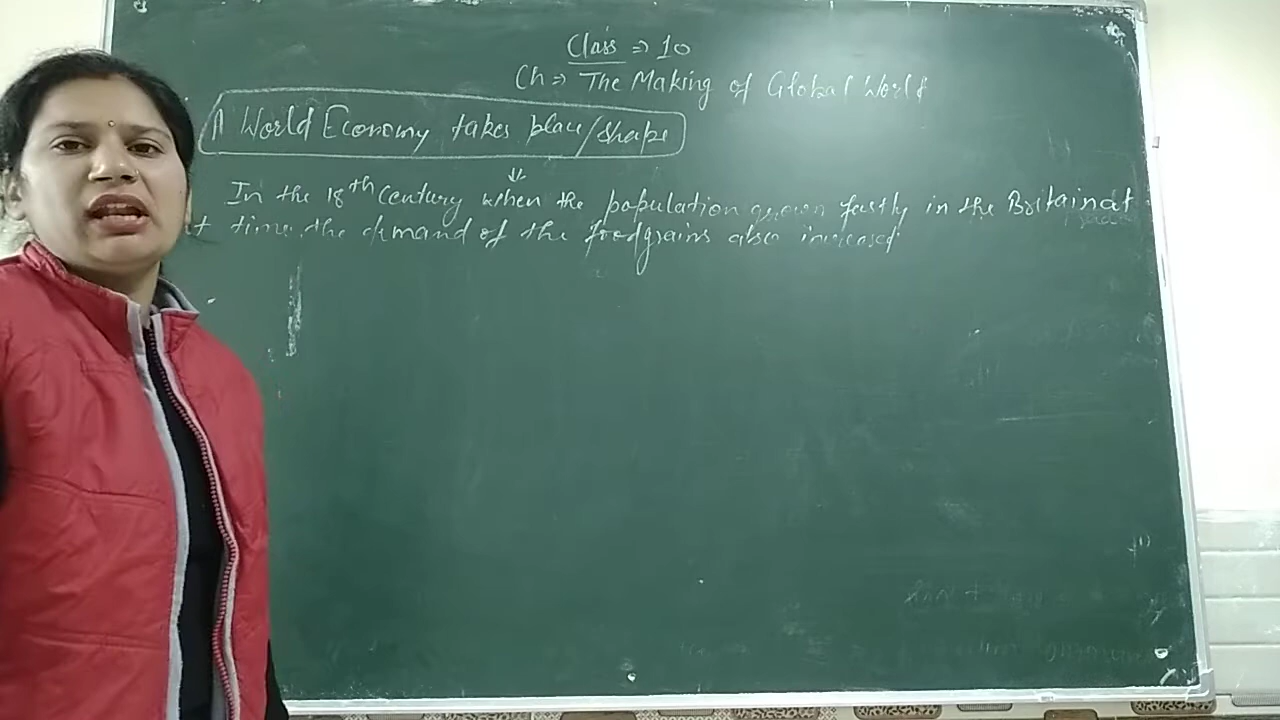 Class ⇒ 10
Ch ⇒ The Making of Global World
World Economy takes place/shape
In the 18th Century when the population grown fastly in the Britain at
t time, the demand of the foodgrains also increased